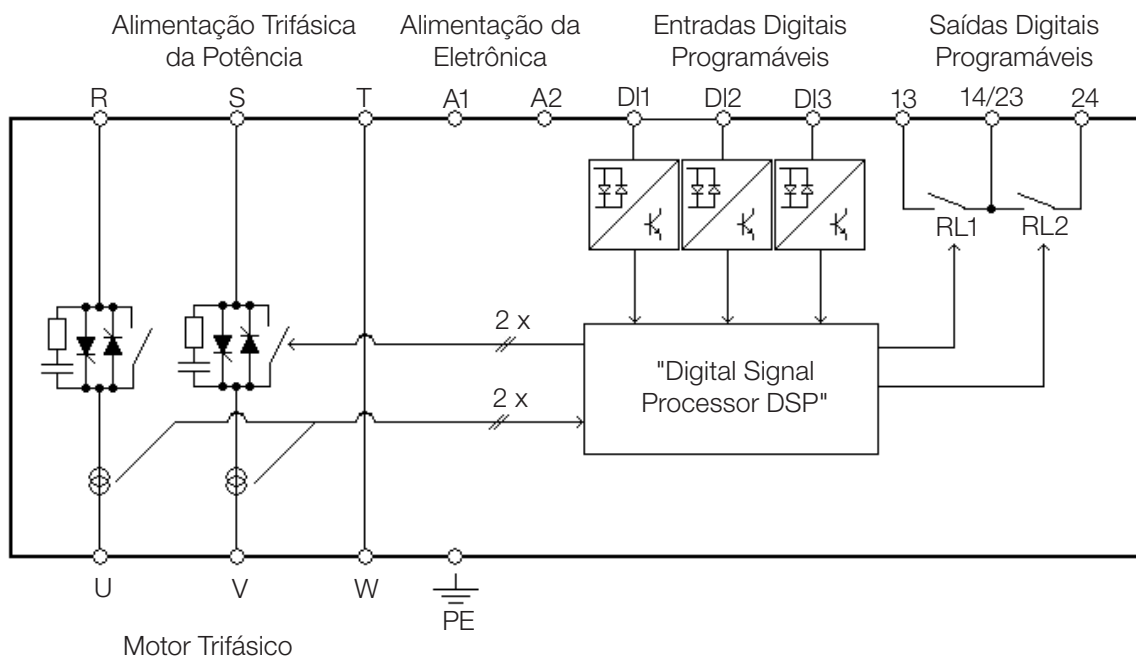 Alimentação Trifásica
da Potência
Alimentação da
Eletrônica
Entradas Digitais
Programáveis
Saídas Digitais
Programáveis
R
S
T
A1
A2
DI1
DI2
DI3
13
14/23
24
RL1
RL2
2 x
"Digital Signal
Processor DSP"
2 x
U
V
W
PE
Motor Trifásico